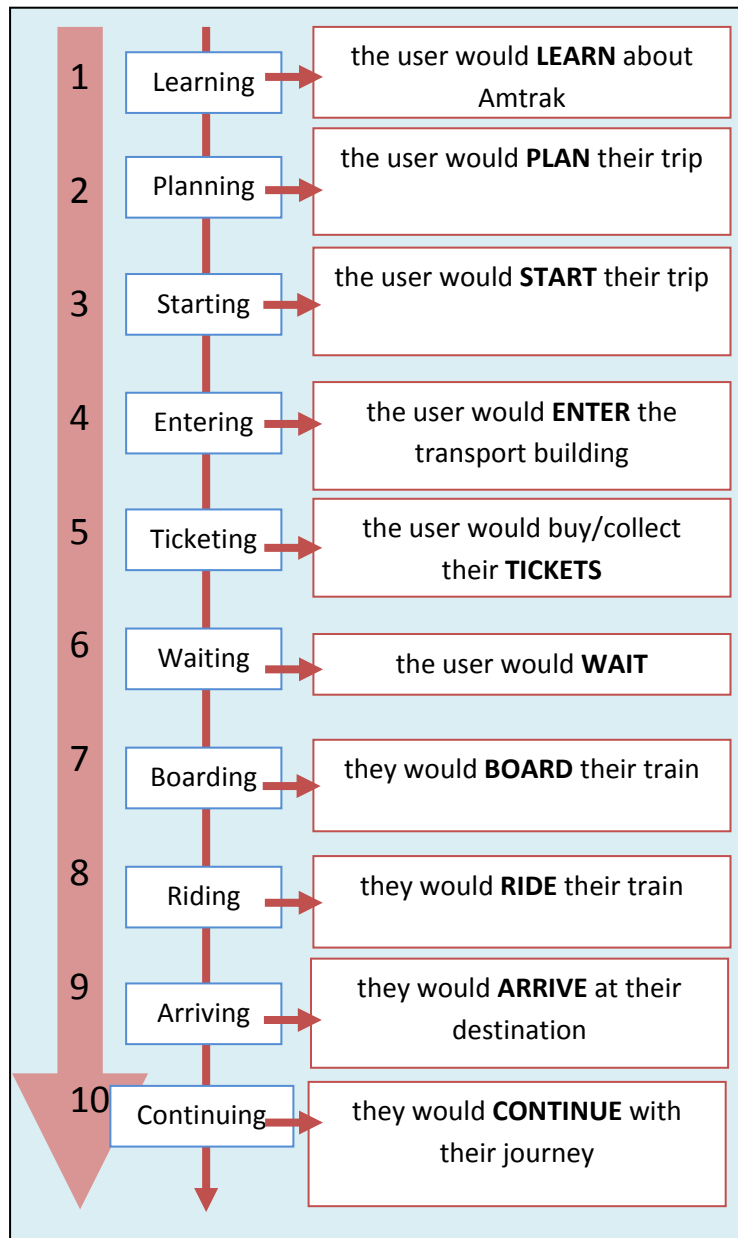 1
Learning
the user would LEARN about
Amtrak
2
Planning
the user would PLAN their trip
3
Starting
the user would START their trip
4
Entering
the user would ENTER the
transport building
5
Ticketing
the user would buy/collect
their TICKETS
6
Waiting
the user would WAIT
7
Boarding
they would BOARD their train
8
Riding
they would RIDE their train
9
Arriving
they would ARRIVE at their
destination
10
Continuing
they would CONTINUE with
their journey